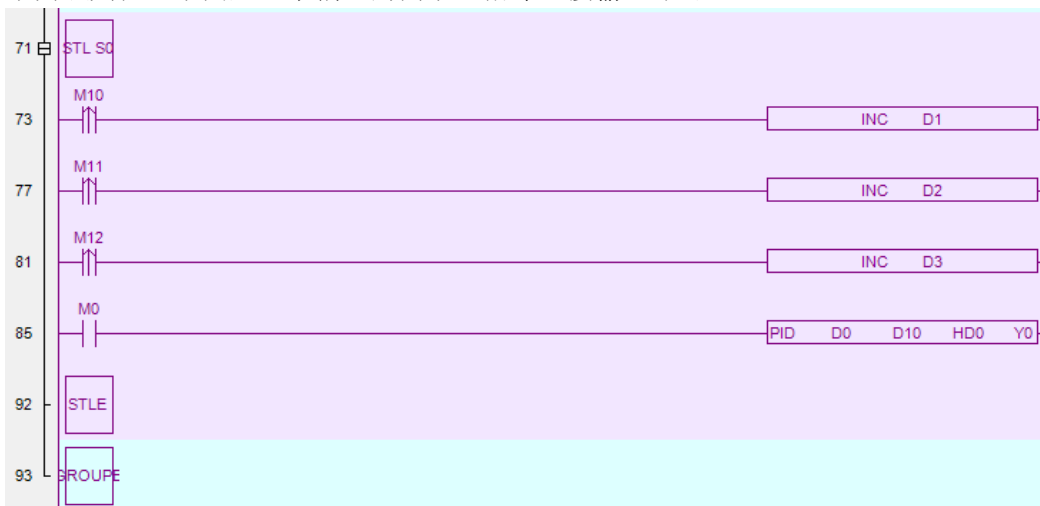 71 STL S0
M10
73 INC D1
M11
77 INC D2
M12
81 INC D3
M0
85 PID D0 D10 HD0 Y0
92 STLE
93 GROUPE